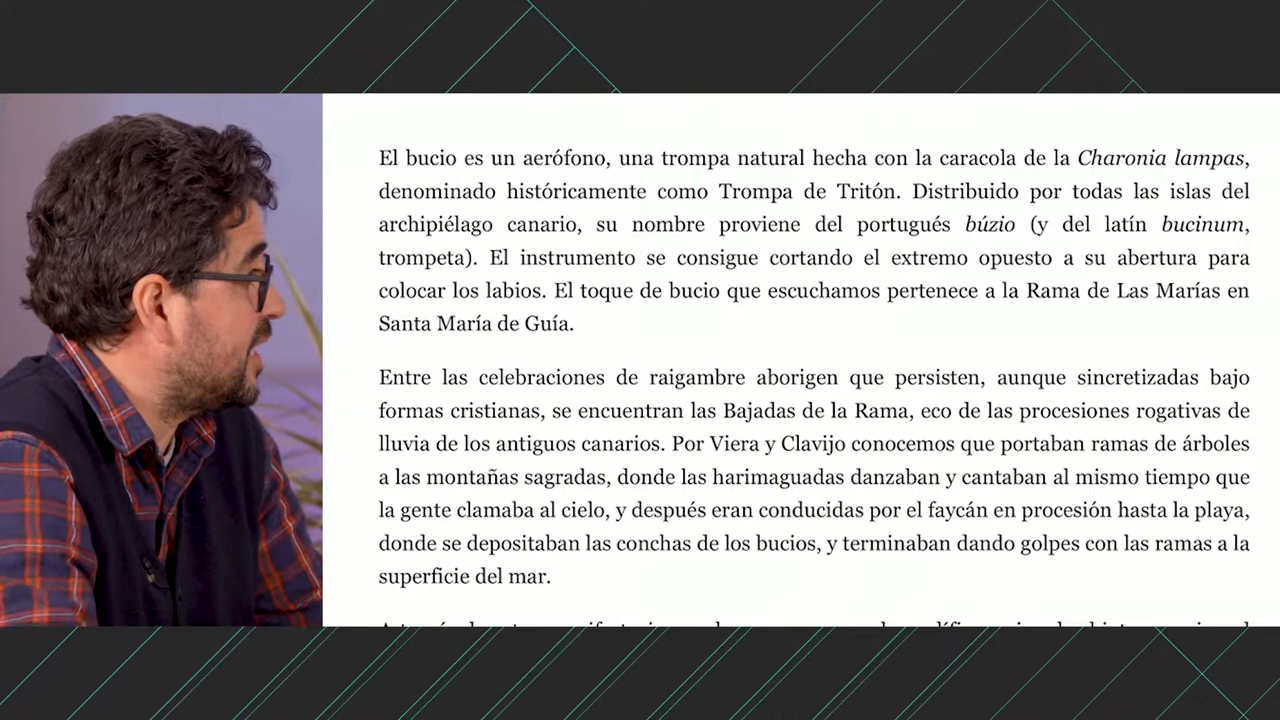 El bucio es un aerófono, una trompa natural hecha con la caracola de la Charonia lampas,
denominado históricamente como Trompa de Tritón. Distribuido por todas las islas del
archipiélago canario, su nombre proviene del portugués búzio (y del latín bucinum,
trompeta). El instrumento se consigue cortando el extremo opuesto a su abertura para
colocar los labios. El toque de bucio que escuchamos pertenece a la Rama de Las Marías en
Santa María de Guía.
Entre las celebraciones de raigambre aborigen que persisten, aunque sincretizadas bajo
formas cristianas, se encuentran las Bajadas de la Rama, eco de las procesiones rogativas de
lluvia de los antiguos canarios. Por Viera y Clavijo conocemos que portaban ramas de árboles
a las montañas sagradas, donde las harimaguadas danzaban y cantaban al mismo tiempo que
la gente clamaba al cielo, y después eran conducidas por el faycán en procesión hasta la playa,
donde se depositaban las conchas de los bucios, y terminaban dando golpes con las ramas a la
superficie del mar.